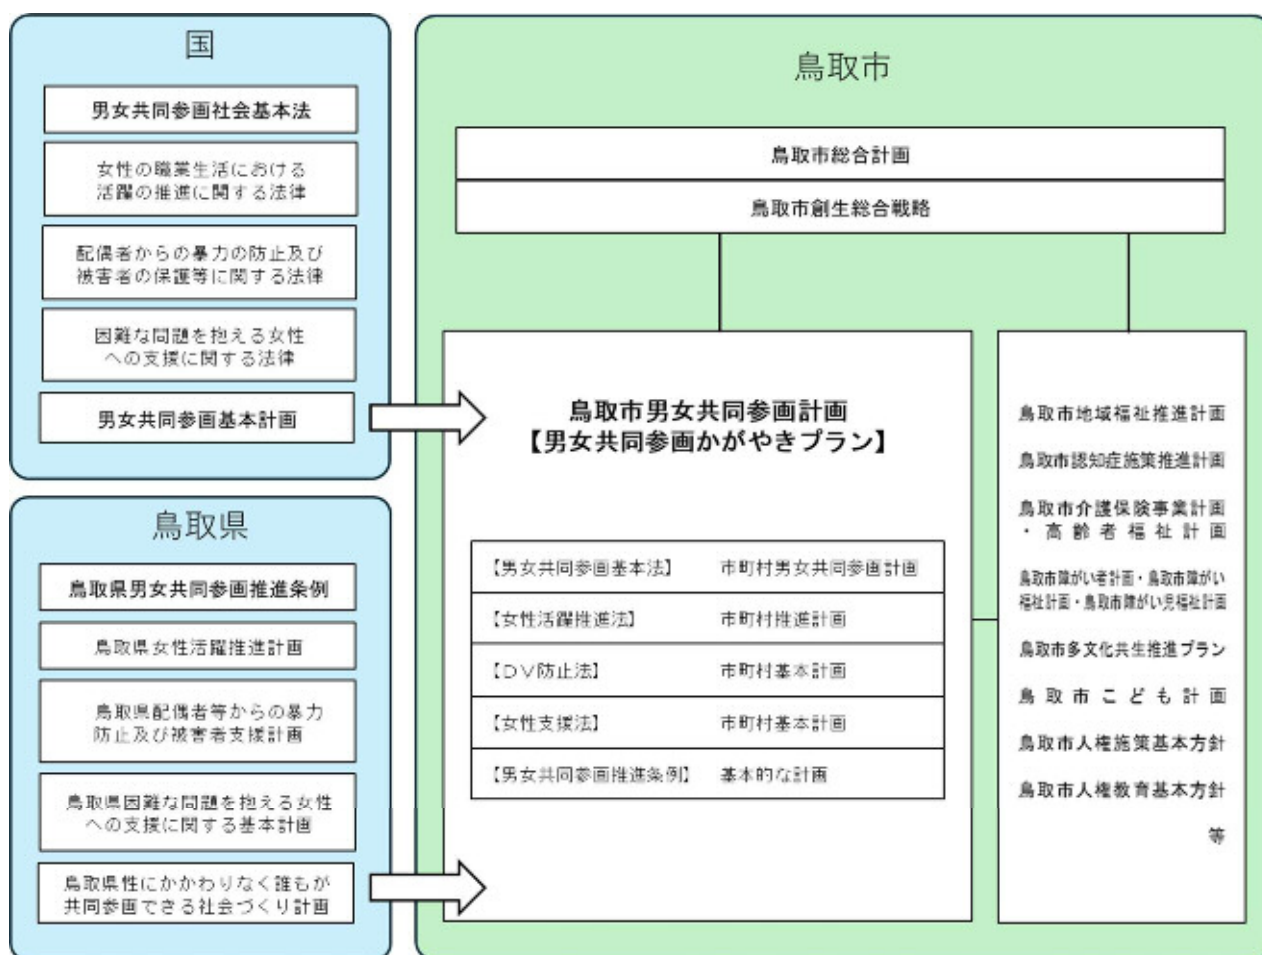 国
男女共同参画社会基本法
女性の職業生活における
活躍の推進に関する法律
配偶者からの暴力の防止及び
被害者の保護等に関する法律
困難な問題を抱える女性
への支援に関する法律
男女共同参画基本計画
鳥取県
鳥取県男女共同参画推進条例
鳥取県女性活躍推進計画
鳥取県配偶者等からの暴力
防止及び被害者支援計画
鳥取県困難な問題を抱える女性
への支援に関する基本計画
鳥取県性にかかわりなく誰もが
共同参画できる社会づくり計画
鳥取市
鳥取市総合計画
鳥取市創生総合戦略
鳥取市男女共同参画計画
【男女共同参画かがやきプラン】
【男女共同参画基本法】 市町村男女共同参画計画
【女性活躍推進法】 市町村推進計画
【DV防止法】 市町村基本計画
【女性支援法】 市町村基本計画
【男女共同参画推進条例】 基本的な計画
鳥取市地域福祉推進計画
鳥取市認知症施策推進計画
鳥取市介護保険事業計画
・高齢者福祉計画
鳥取市障がい者計画・鳥取市障がい
福祉計画・鳥取市障がい児福祉計画
鳥取市多文化共生推進プラン
鳥取市こども計画
鳥取市人権施策基本方針
鳥取市人権教育基本方針
等